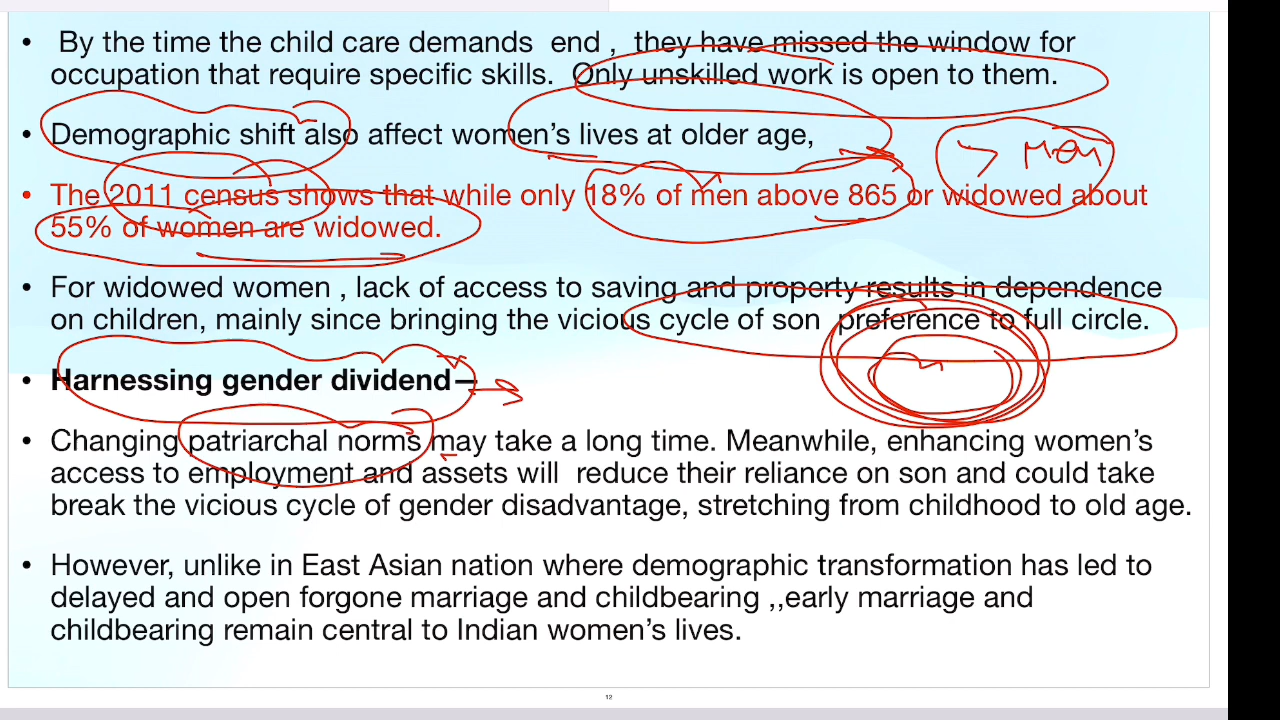 • By the time the child care demands end , they have missed the window for
occupation that require specific skills. Only unskilled work is open to them.
• Demographic shift also affect women's lives at older age,
> Men
• The 2011 census shows that while only 18% of men above 865 or widowed about
55% of women are widowed.
• For widowed women , lack of access to saving and property results in dependence
on children, mainly since bringing the vicious cycle of son preference to full circle.
• Harnessing gender dividend—
• Changing patriarchal norms may take a long time. Meanwhile, enhancing women's
access to employment and assets will reduce their reliance on son and could take
break the vicious cycle of gender disadvantage, stretching from childhood to old age.
• However, unlike in East Asian nation where demographic transformation has led to
delayed and open forgone marriage and childbearing ,,early marriage and
childbearing remain central to Indian women's lives.
12